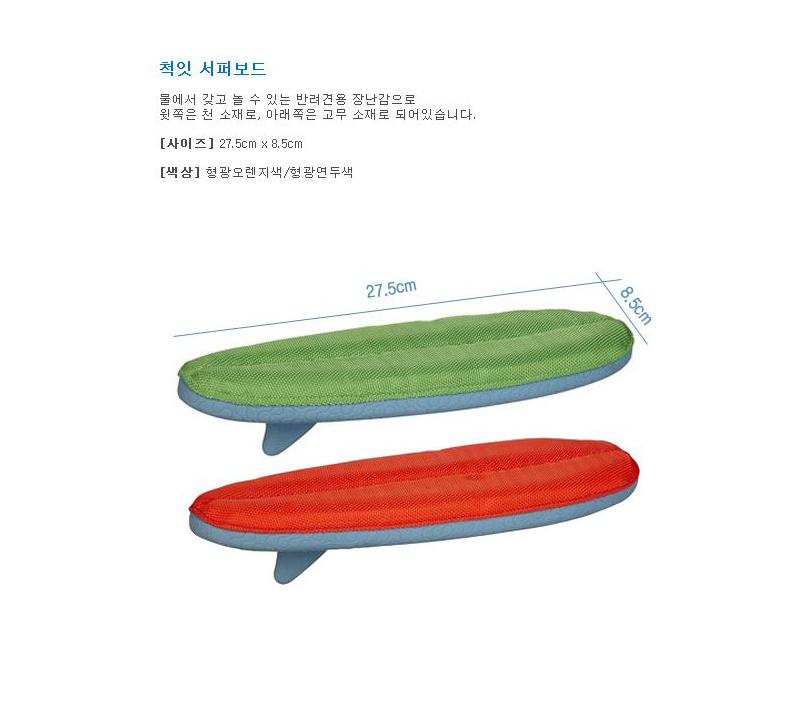 척잇 서퍼보드
물에서 갖고 놀 수 있는 반려견용 장난감으로
윗쪽은 천 소재로, 아래쪽은 고무 소재로 되어있습니다.
[사이즈] 27.5cm x 8.5cm
[색상] 형광오렌지색/형광연두색
27.5cm
8.5cm